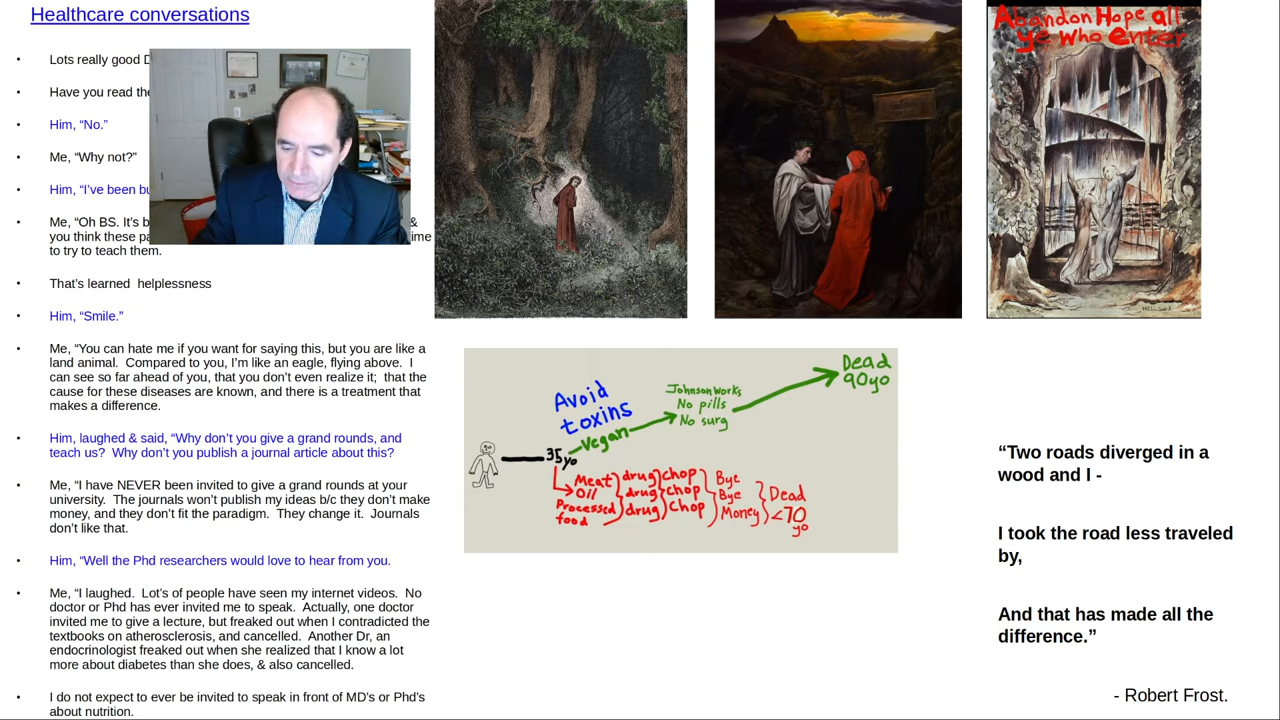 Healthcare conversations
Lots really good D
Have you read the
Him, “No.”
Me, “Why not?”
Him, “I’ve been bu
Me, “Oh BS. It’s b &
you think these pa ime
to try to teach them.
That’s learned helplessness
Him, “Smile.”
Me, “You can hate me if you want for saying this, but you are like a
land animal. Compared to you, I’m like an eagle, flying above. I
can see so far ahead of you, that you don’t even realize it; that the
cause for these diseases are known, and there is a treatment that
makes a difference.
Him, laughed & said, “Why don’t you give a grand rounds, and
teach us? Why don’t you publish a journal article about this?
Me, “I have NEVER been invited to give a grand rounds at your
university. The journals won’t publish my ideas b/c they don’t make
money, and they don’t fit the paradigm. They change it. Journals
don’t like that.
Him, “Well the Phd researchers would love to hear from you.
Me, “I laughed. Lot’s of people have seen my internet videos. No
doctor or Phd has ever invited me to speak. Actually, one doctor
invited me to give a lecture, but freaked out when I contradicted the
textbooks on atherosclerosis, and cancelled. Another Dr, an
endocrinologist freaked out when she realized that I know a lot
more about diabetes than she does, & also cancelled.
I do not expect to ever be invited to speak in front of MD’s or Phd’s
about nutrition.
Abandon Hope all
ye who enter
Avoid
toxins
Vegan
Johnson works
No pills
No surg
Dead
90yo
35yo
Meat drug chop Bye
Oil drug chop Bye Dead
Processed drug Chop Money <70
food yo
“Two roads diverged in a
wood and I -
I took the road less traveled
by,
And that has made all the
difference.”
- Robert Frost.